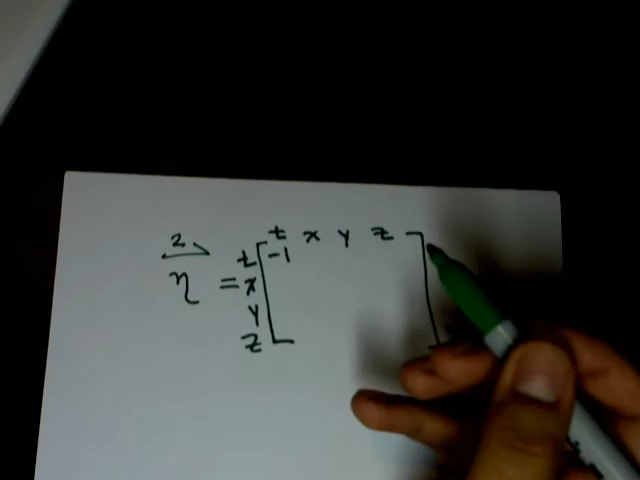 2
t x y z
t -1
η = x
y
z